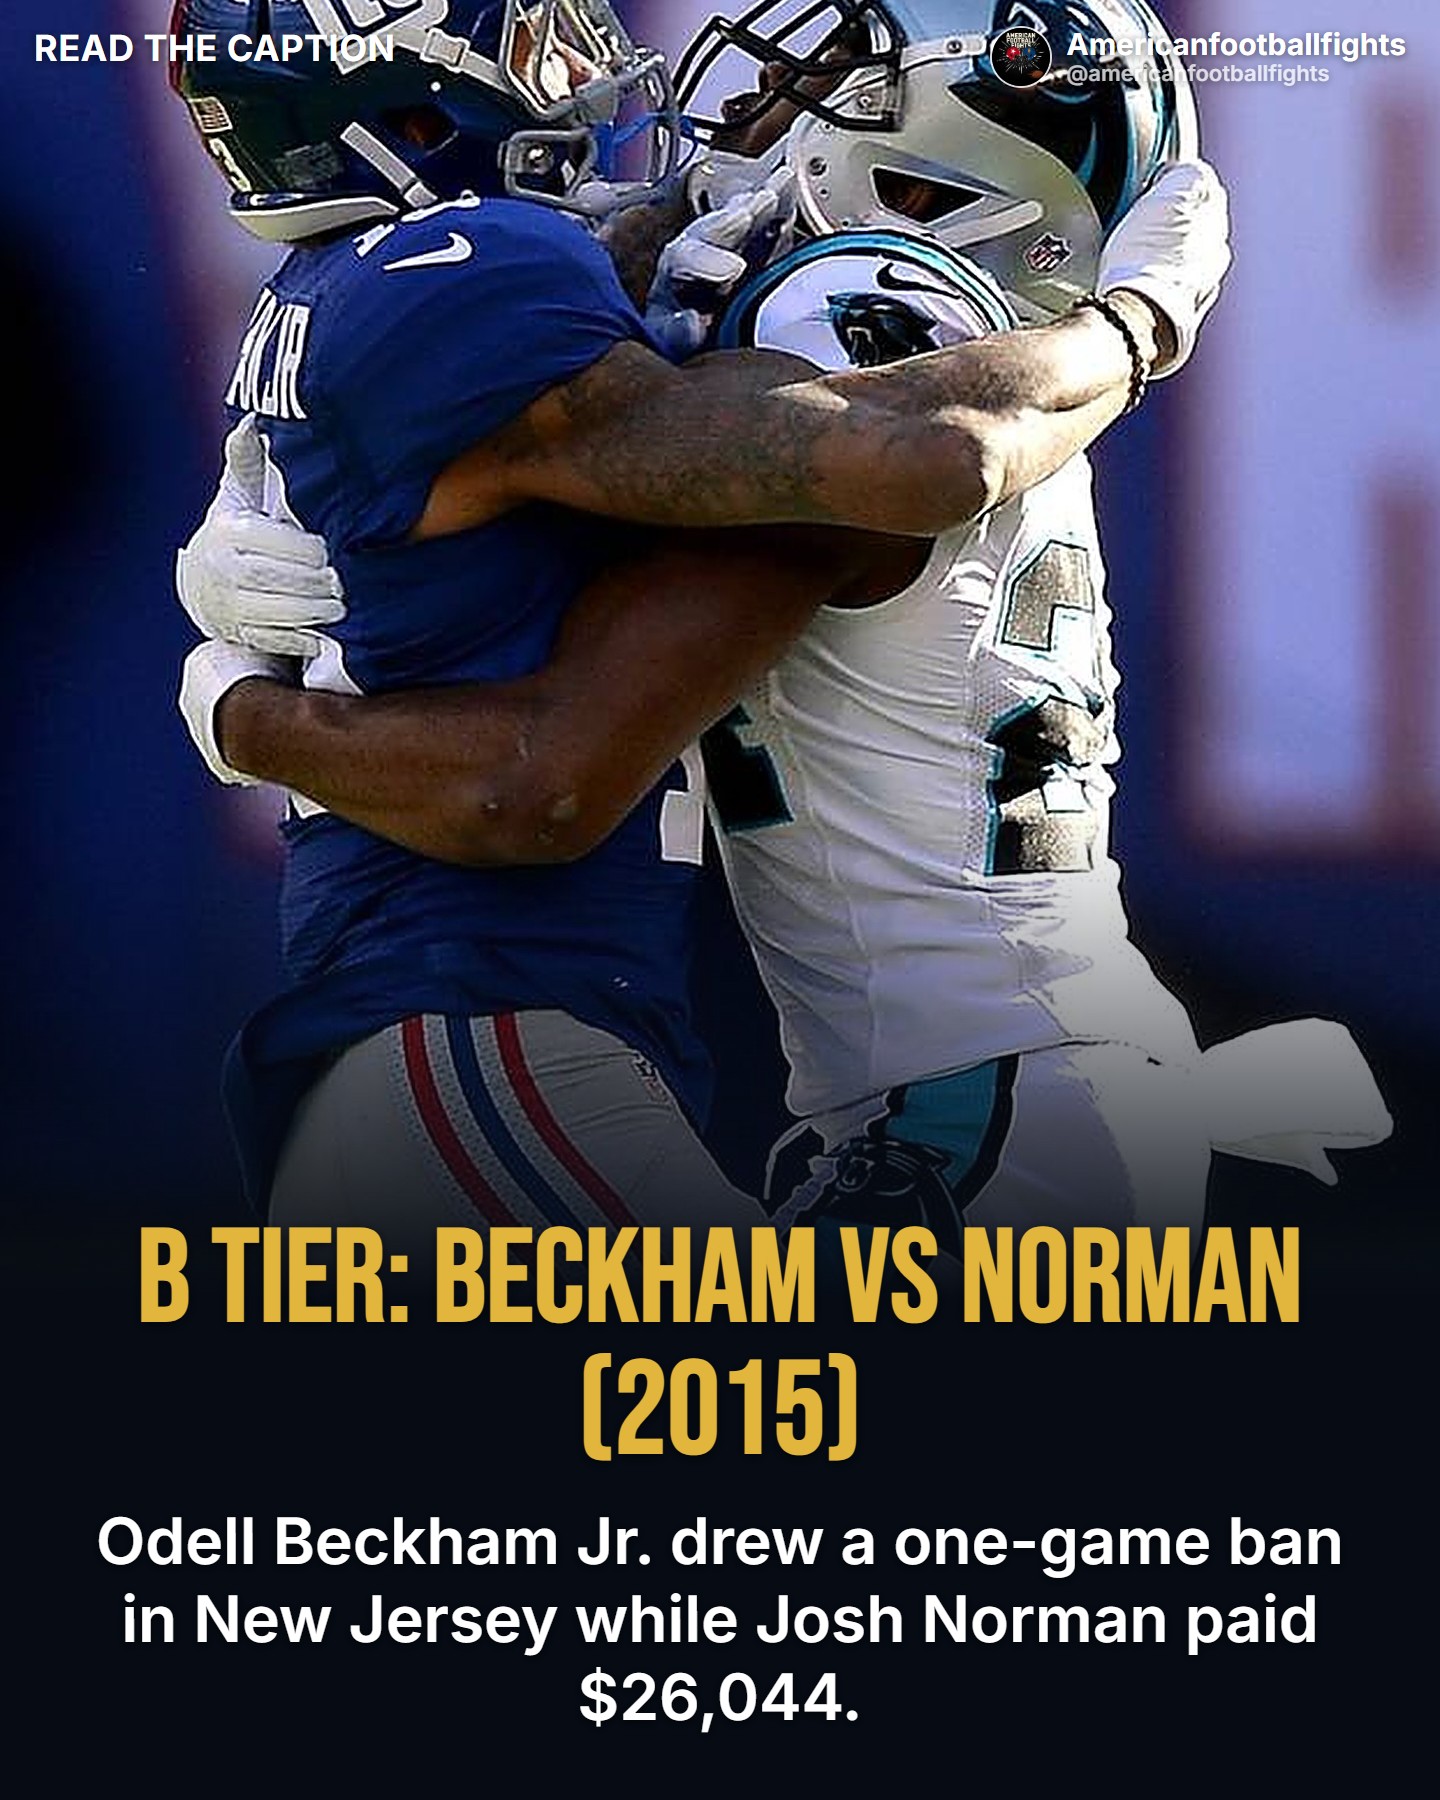 READ THE CAPTION
Americanfootballfights
@americanfootballfights
B TIER: BECKHAM VS NORMAN
(2015)
Odell Beckham Jr. drew a one-game ban
in New Jersey while Josh Norman paid
$26,044.